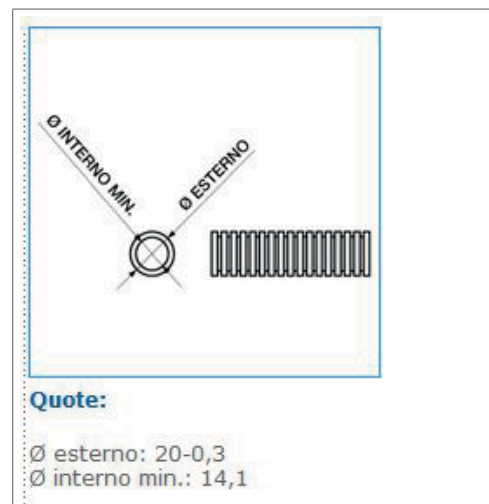 Ø INTERNO MIN.
Ø ESTERNO
Quote:
Ø esterno: 20-0,3
Ø interno min.: 14,1